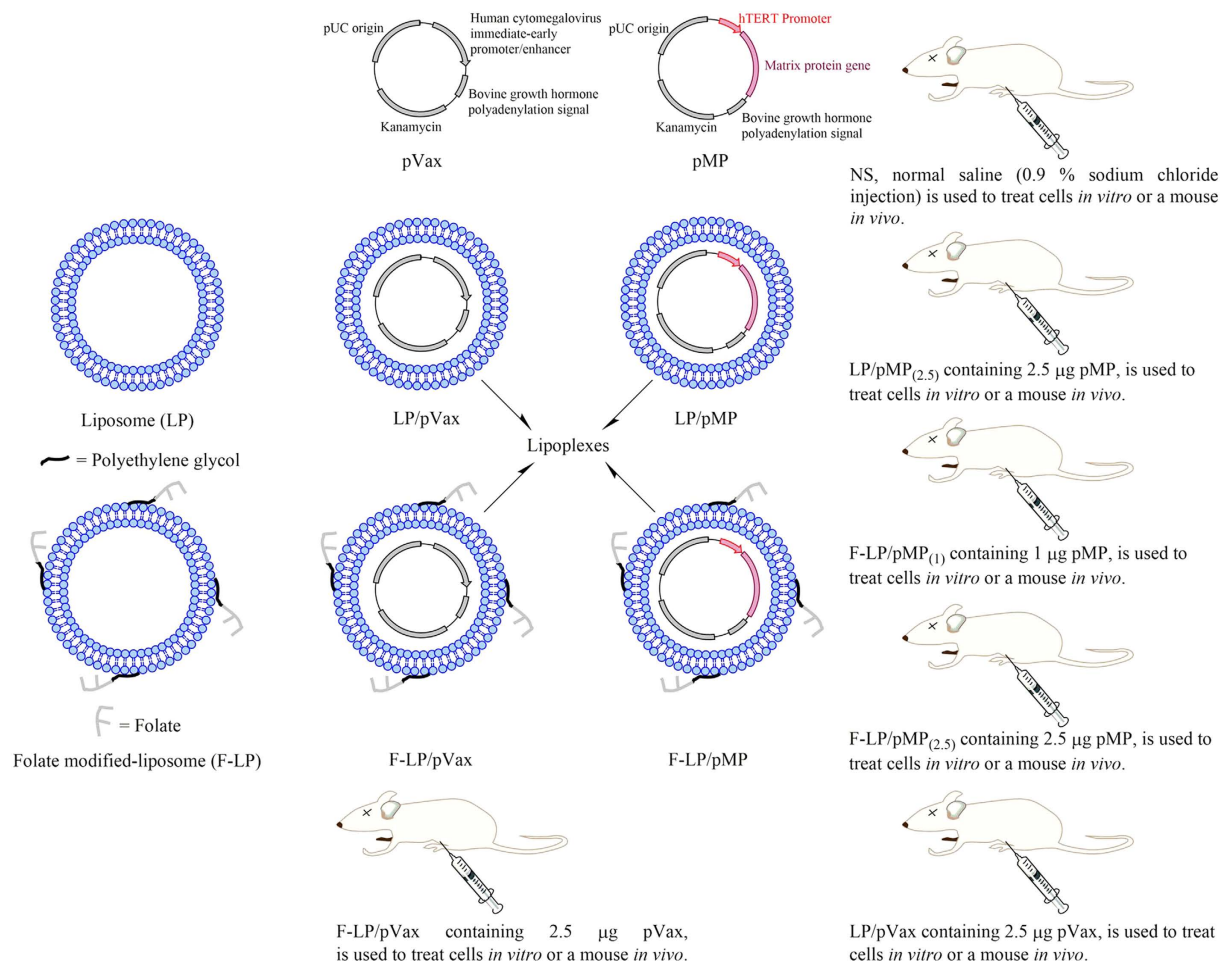 pUC origin
Human cytomegalovirus
immediate-early
promoter/enhancer
Bovine growth hormone
polyadenylation signal
Kanamycin
pVax
pUC origin
hTERT Promoter
Matrix protein gene
Bovine growth hormone
polyadenylation signal
Kanamycin
pMP
NS, normal saline (0.9 % sodium chloride
injection) is used to treat cells in vitro or a mouse
in vivo.
Liposome (LP)
LP/pVax
LP/pMP
Lipoplexes
= Polyethylene glycol
LP/pMP(2.5) containing 2.5 μg pMP, is used to
treat cells in vitro or a mouse in vivo.
F-LP/pMP(1) containing 1 μg pMP, is used to
treat cells in vitro or a mouse in vivo.
F
F
F
F
F
F
F
F
F
F
F
F
F = Folate
Folate modified-liposome (F-LP)
F-LP/pVax
F-LP/pMP
F-LP/pMP(2.5) containing 2.5 μg pMP, is used to
treat cells in vitro or a mouse in vivo.
F-LP/pVax containing 2.5 μg pVax,
is used to treat cells in vitro or a mouse in vivo.
LP/pVax containing 2.5 μg pVax, is used to treat
cells in vitro or a mouse in vivo.